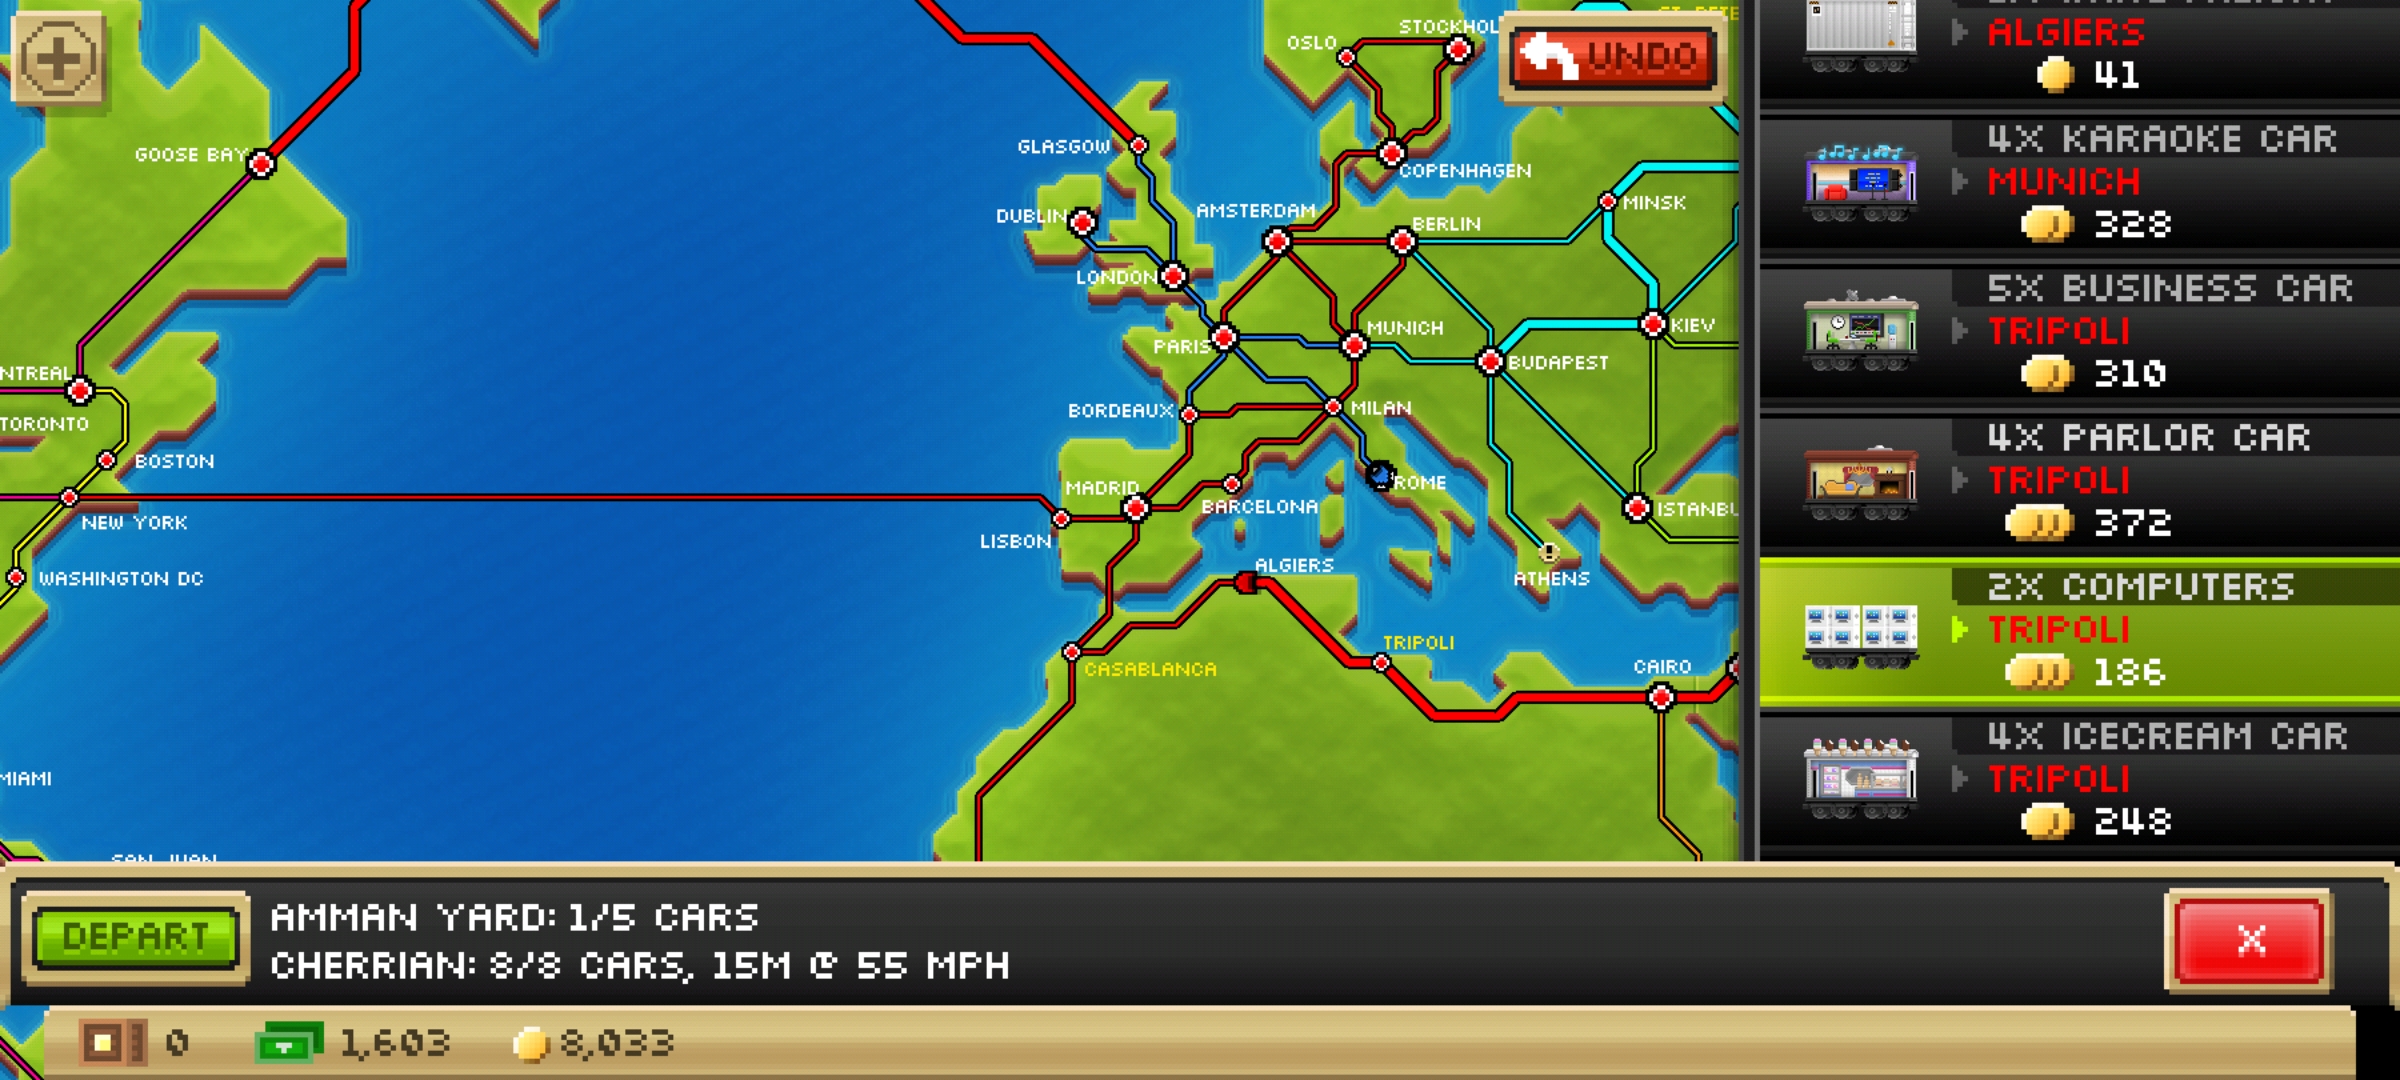 OSLO
STOCKHOL
UNDO
GOOSE BAY
GLASGOW
COPENHAGEN
DUBLIN
AMSTERDAM
BERLIN
MINSK
LONDON
PARIS
MUNICH
KIEV
BUDAPEST
NTREAL
TORONTO
BORDEAUX
MILAN
BOSTON
MADRID
ROME
BARCELONA
NEW YORK
ISTANBU
LISBON
ALGIERS
WASHINGTON DC
ATHENS
TRIPOLI
CASABLANCA
CAIRO
MIAMI
SAN JUAN
ALGIERS
41
4X KARAOKE CAR
MUNICH
328
5X BUSINESS CAR
TRIPOLI
310
4X PARLOR CAR
TRIPOLI
372
2X COMPUTERS
TRIPOLI
186
4X ICECREAM CAR
TRIPOLI
248
DEPART
AMMAN YARD: 1/5 CARS
CHERRIAN: 8/8 CARS, 15M @ 55 MPH
X
0
1,603
8,033